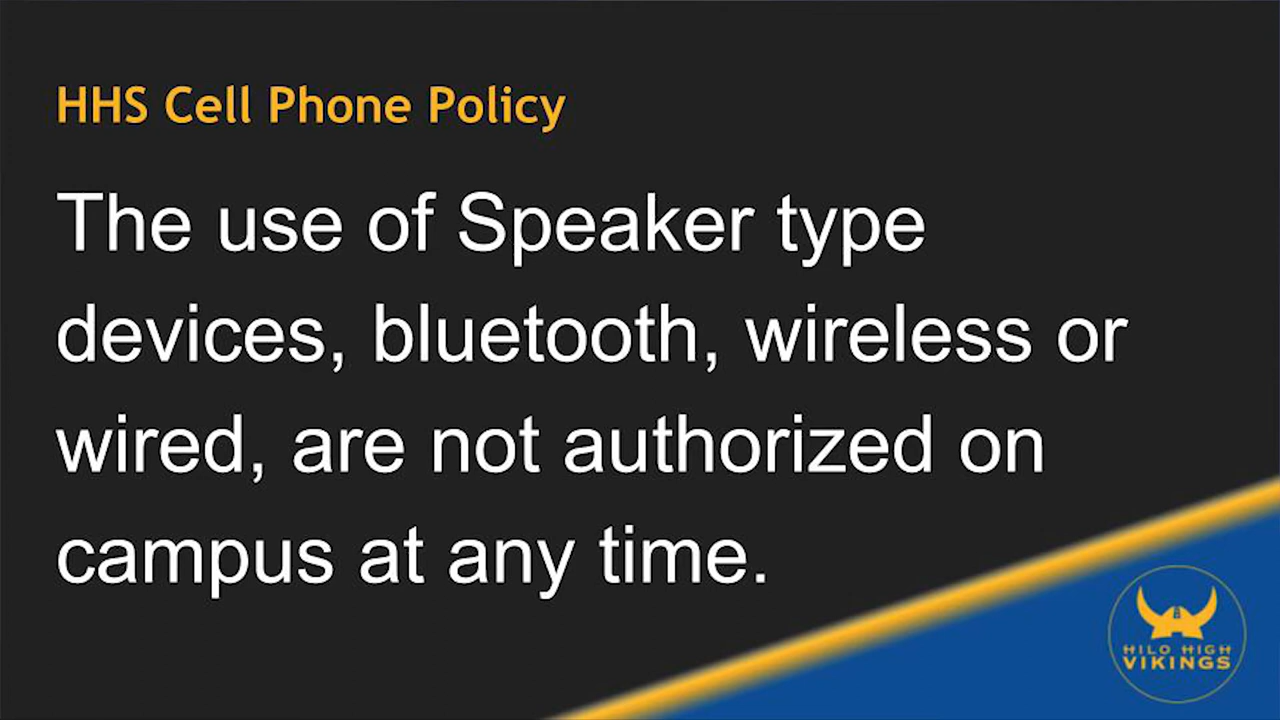 HHS Cell Phone Policy
The use of Speaker type
devices, bluetooth, wireless or
wired, are not authorized on
campus at any time.
HILO HIGH
VIKINGS